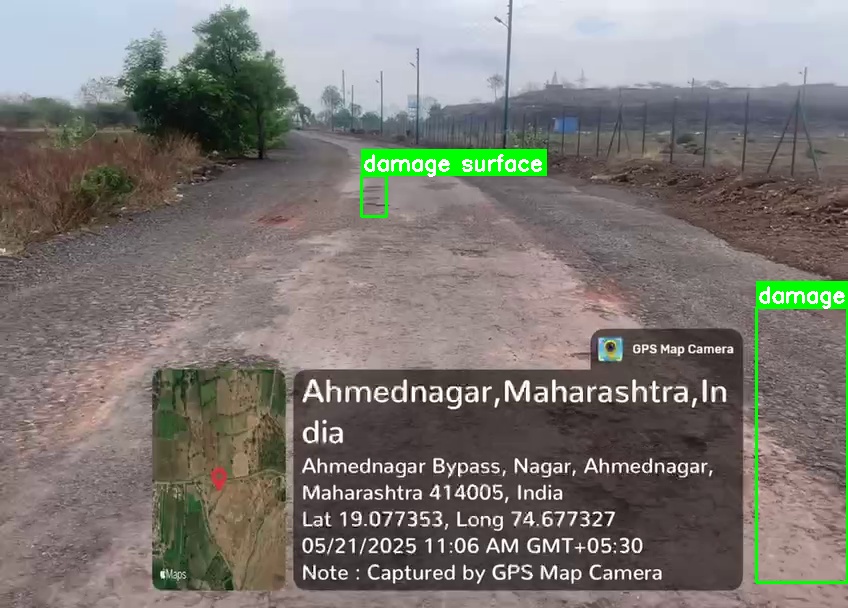 damage surface
damage
GPS Map Camera
Ahmednagar,Maharashtra,In
dia
Ahmednagar Bypass, Nagar, Ahmednagar,
Maharashtra 414005, India
Lat 19.077353, Long 74.677327
05/21/2025 11:06 AM GMT+05:30
Note : Captured by GPS Map Camera
Maps